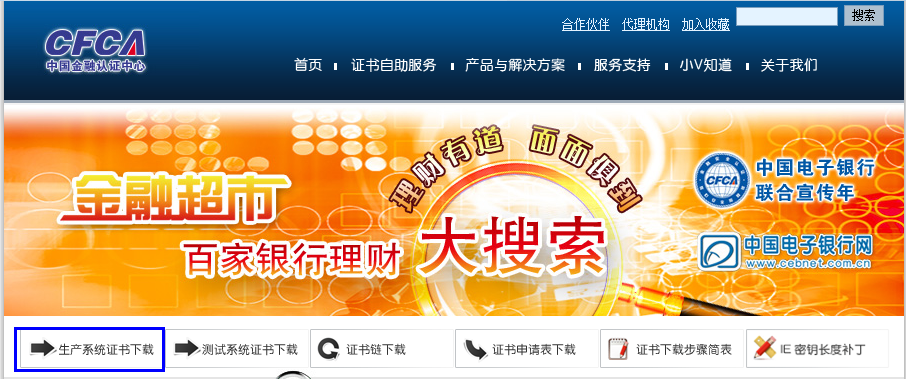 合作伙伴 代理机构 加入收藏 搜索
CFCA
中国金融认证中心
首页 证书自助服务 产品与解决方案 服务支持 小V知道 关于我们
理财有道 面面俱到
金融超市
百家银行理财 大搜索
CFCA
中国电子银行
联合宣传年
中国电子银行网
www.cebnet.com.cn
生产系统证书下载 测试系统证书下载 证书链下载 证书申请表下载 证书下载步骤简表 IE 密钥长度补丁